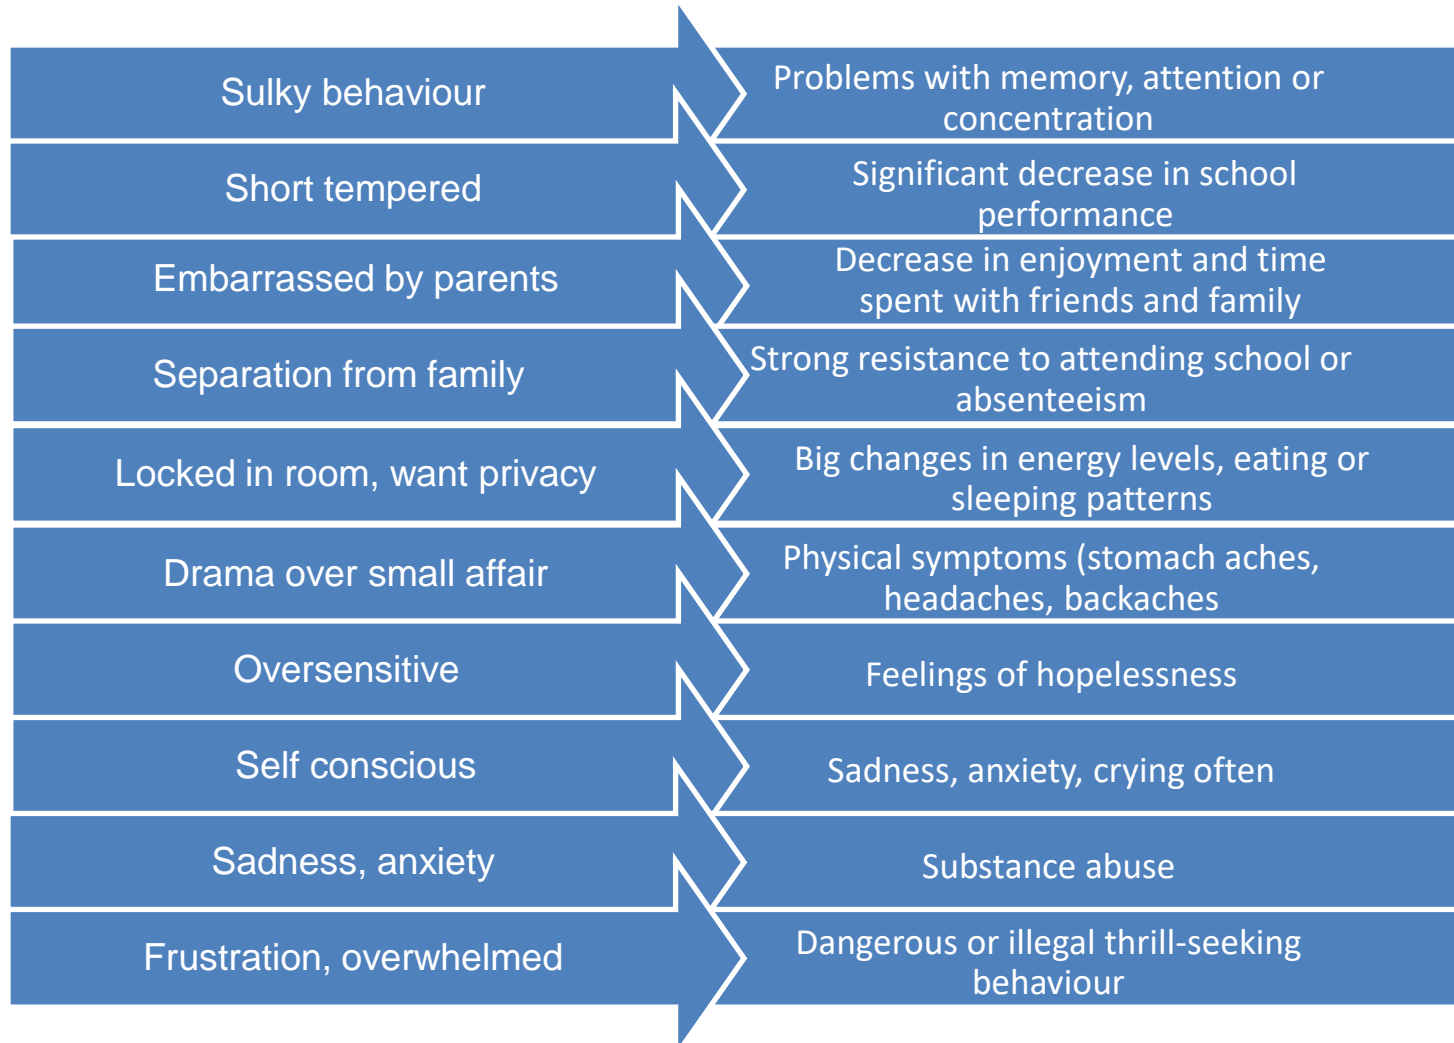 Sulky behaviour
Problems with memory, attention or
concentration
Short tempered
Significant decrease in school
performance
Embarrassed by parents
Decrease in enjoyment and time
spent with friends and family
Separation from family
Strong resistance to attending school or
absenteeism
Locked in room, want privacy
Big changes in energy levels, eating or
sleeping patterns
Drama over small affair
Physical symptoms (stomach aches,
headaches, backaches
Oversensitive
Feelings of hopelessness
Self conscious
Sadness, anxiety, crying often
Sadness, anxiety
Substance abuse
Frustration, overwhelmed
Dangerous or illegal thrill-seeking
behaviour